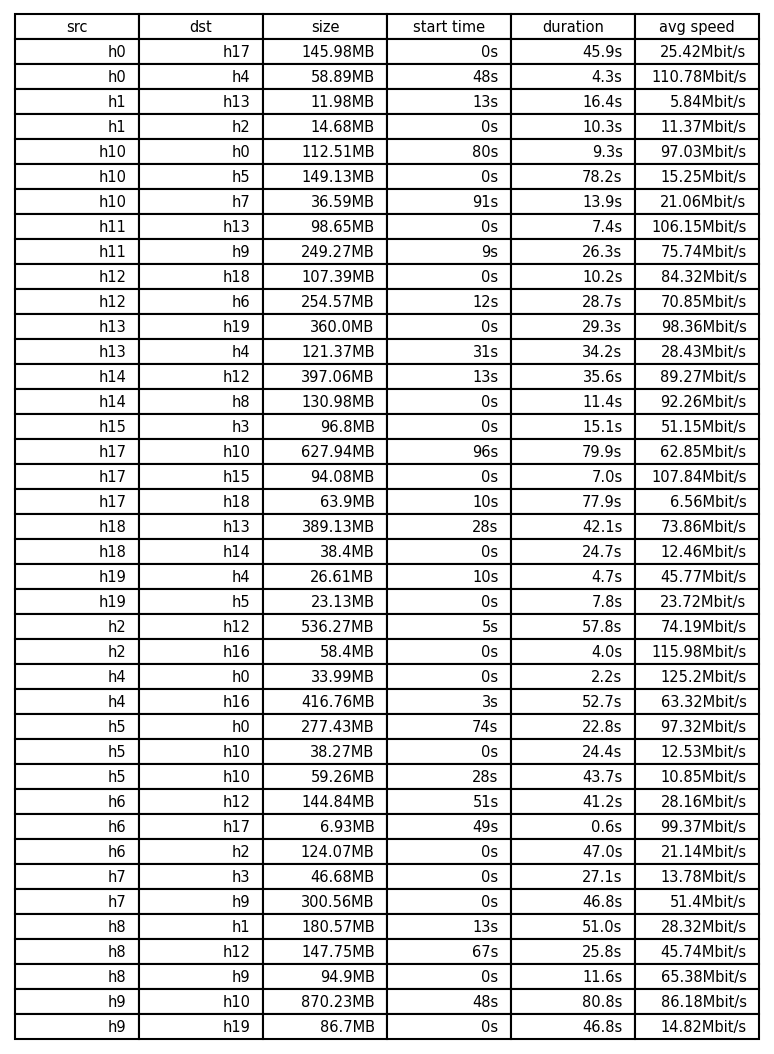 src dst size start time duration avg speed
h0 h17 145.98MB 0s 45.9s 25.42Mbit/s
h0 h4 58.89MB 48s 4.3s 110.78Mbit/s
h1 h13 11.98MB 13s 16.4s 5.84Mbit/s
h1 h2 14.68MB 0s 10.3s 11.37Mbit/s
h10 h0 112.51MB 80s 9.3s 97.03Mbit/s
h10 h5 149.13MB 0s 78.2s 15.25Mbit/s
h10 h7 36.59MB 91s 13.9s 21.06Mbit/s
h11 h13 98.65MB 0s 7.4s 106.15Mbit/s
h11 h9 249.27MB 9s 26.3s 75.74Mbit/s
h12 h18 107.39MB 0s 10.2s 84.32Mbit/s
h12 h6 254.57MB 12s 28.7s 70.85Mbit/s
h13 h19 360.0MB 0s 29.3s 98.36Mbit/s
h13 h4 121.37MB 31s 34.2s 28.43Mbit/s
h14 h12 397.06MB 13s 35.6s 89.27Mbit/s
h14 h8 130.98MB 0s 11.4s 92.26Mbit/s
h15 h3 96.8MB 0s 15.1s 51.15Mbit/s
h17 h10 627.94MB 96s 79.9s 62.85Mbit/s
h17 h15 94.08MB 0s 7.0s 107.84Mbit/s
h17 h18 63.9MB 10s 77.9s 6.56Mbit/s
h18 h13 389.13MB 28s 42.1s 73.86Mbit/s
h18 h14 38.4MB 0s 24.7s 12.46Mbit/s
h19 h4 26.61MB 10s 4.7s 45.77Mbit/s
h19 h5 23.13MB 0s 7.8s 23.72Mbit/s
h2 h12 536.27MB 5s 57.8s 74.19Mbit/s
h2 h16 58.4MB 0s 4.0s 115.98Mbit/s
h4 h0 33.99MB 0s 2.2s 125.2Mbit/s
h4 h16 416.76MB 3s 52.7s 63.32Mbit/s
h5 h0 277.43MB 74s 22.8s 97.32Mbit/s
h5 h10 38.27MB 0s 24.4s 12.53Mbit/s
h5 h10 59.26MB 28s 43.7s 10.85Mbit/s
h6 h12 144.84MB 51s 41.2s 28.16Mbit/s
h6 h17 6.93MB 49s 0.6s 99.37Mbit/s
h6 h2 124.07MB 0s 47.0s 21.14Mbit/s
h7 h3 46.68MB 0s 27.1s 13.78Mbit/s
h7 h9 300.56MB 0s 46.8s 51.4Mbit/s
h8 h1 180.57MB 13s 51.0s 28.32Mbit/s
h8 h12 147.75MB 67s 25.8s 45.74Mbit/s
h8 h9 94.9MB 0s 11.6s 65.38Mbit/s
h9 h10 870.23MB 48s 80.8s 86.18Mbit/s
h9 h19 86.7MB 0s 46.8s 14.82Mbit/s